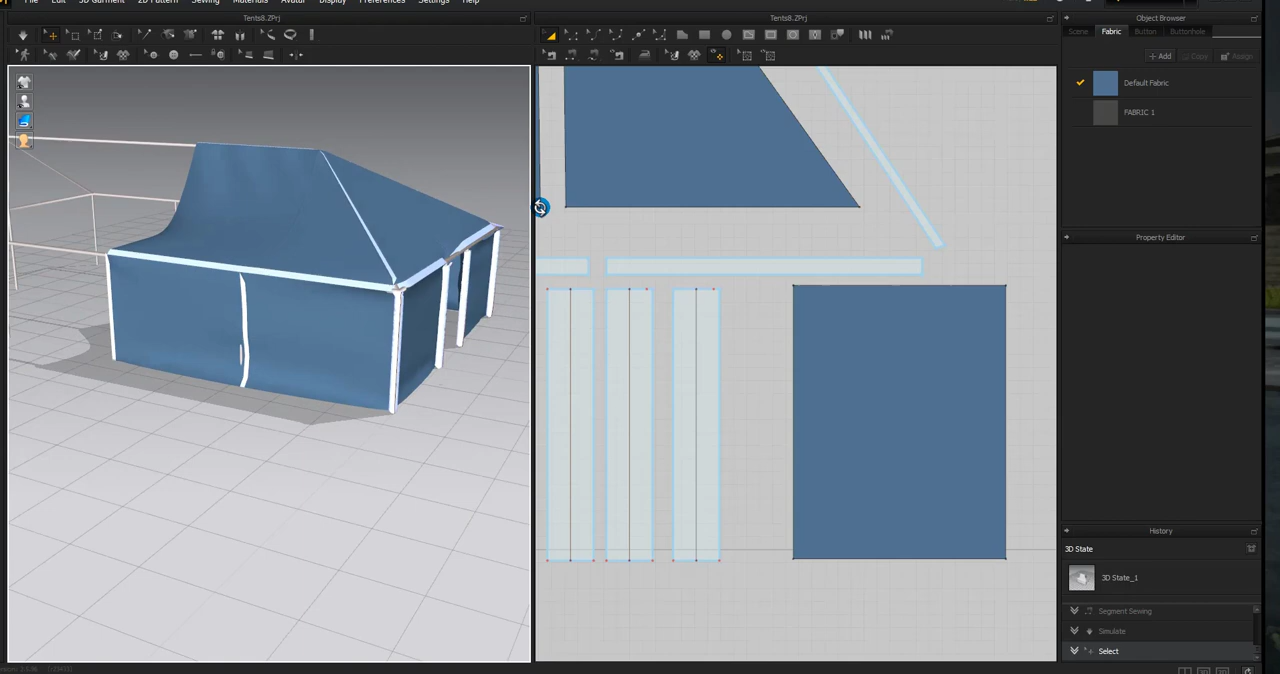 File Edit 3D Garment 2D Pattern Sewing Materials Avatar Display Preferences Settings Help
Tents8.ZPrj
Tents8.ZPrj
Object Browser
Scene Fabric Button Buttonhole
+ Add Copy Assign
Default Fabric
FABRIC 1
Property Editor
History
3D State
3D State_1
Segment Sewing
Simulate
Select